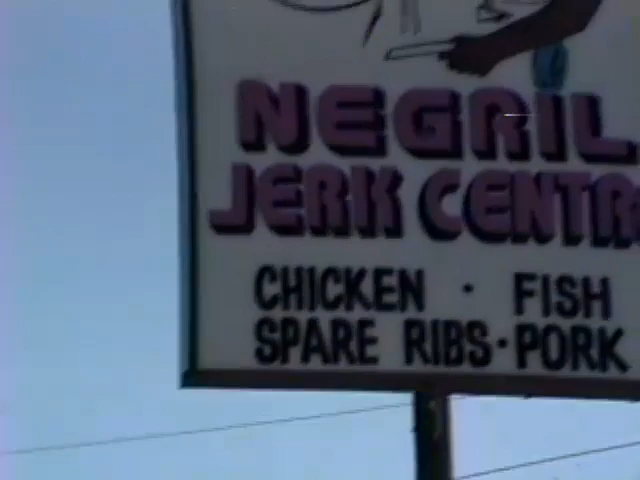 NEGRIL
JERK CENTR
CHICKEN · FISH
SPARE RIBS · PORK